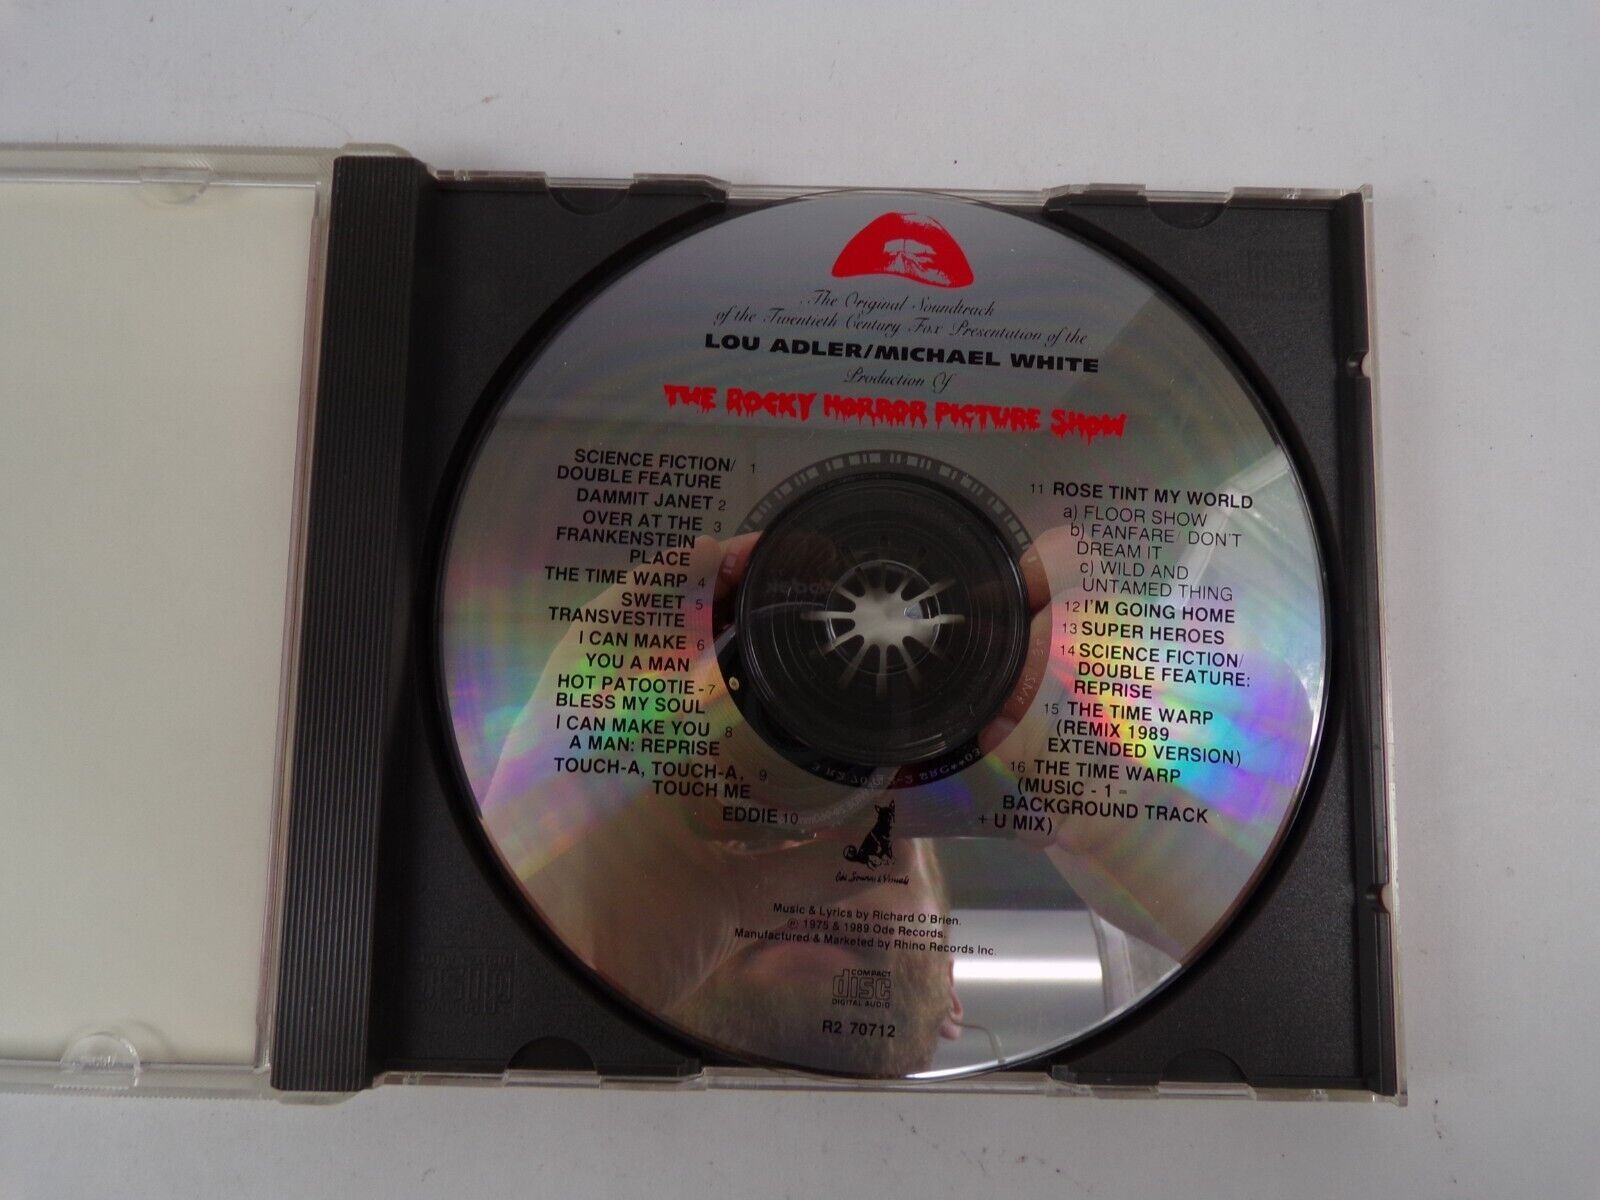 The Original Soundtrack
of the Twentieth Century Fox Presentation of the
LOU ADLER/MICHAEL WHITE
Production Of
THE ROCKY HORROR PICTURE SHOW
SCIENCE FICTION/ 1
DOUBLE FEATURE
DAMMIT JANET 2
OVER AT THE 3
FRANKENSTEIN
PLACE
THE TIME WARP 4
SWEET 5
TRANSVESTITE
I CAN MAKE 6
YOU A MAN
HOT PATOOTIE - 7
BLESS MY SOUL
I CAN MAKE YOU 8
A MAN: REPRISE
TOUCH-A, TOUCH-A, 9
TOUCH ME
EDDIE 10
11 ROSE TINT MY WORLD
a) FLOOR SHOW
b) FANFARE/ DON'T
DREAM IT
c) WILD AND
UNTAMED THING
12 I'M GOING HOME
13 SUPER HEROES
14 SCIENCE FICTION/
DOUBLE FEATURE:
REPRISE
15 THE TIME WARP
(REMIX 1989
EXTENDED VERSION)
16 THE TIME WARP
(MUSIC - 1 =
BACKGROUND TRACK
+ U MIX)
Ode Sounds & Visuals
Music & Lyrics by Richard O'Brien.
℗ 1975 & 1989 Ode Records.
Manufactured & Marketed by Rhino Records Inc.
COMPACT
disc
DIGITAL AUDIO
R2 70712